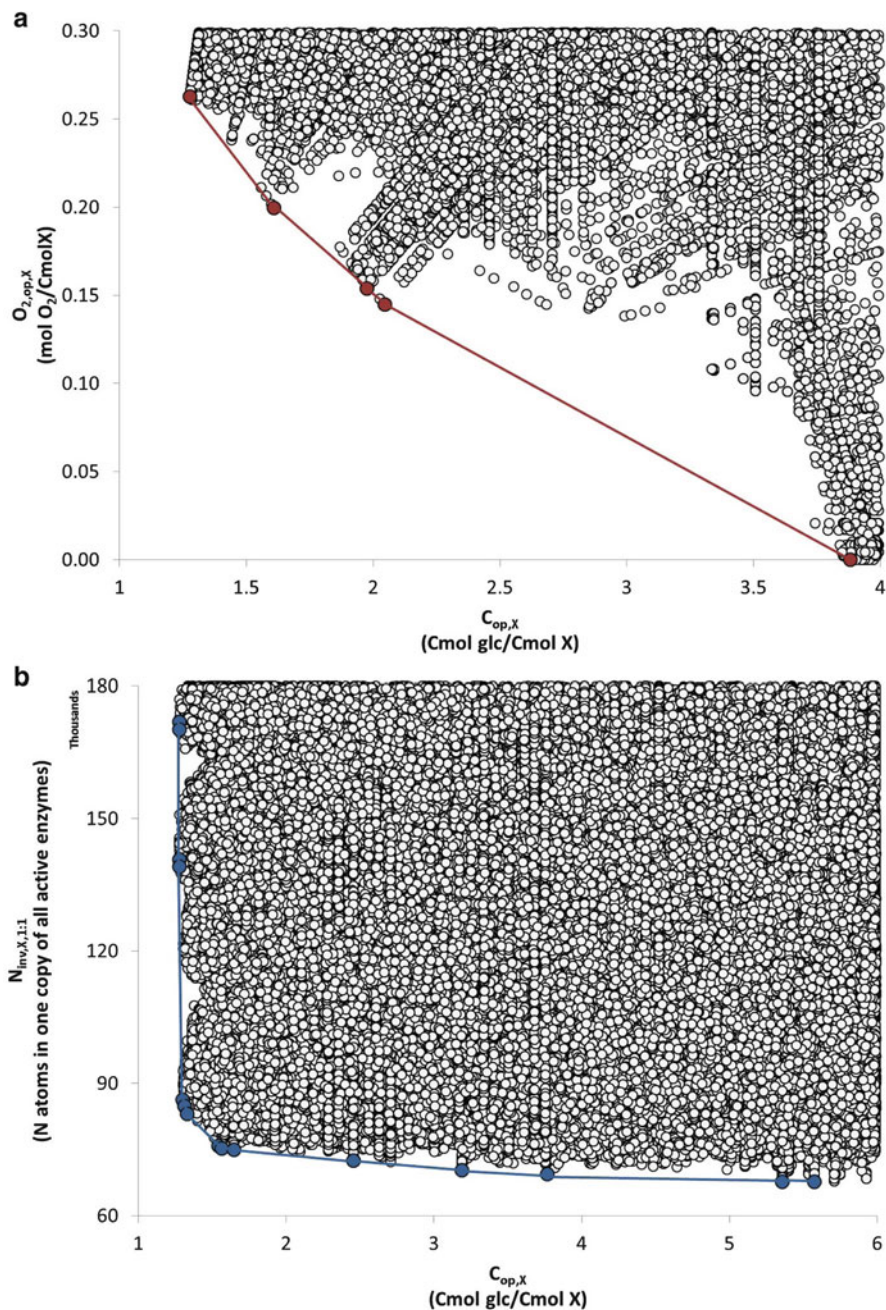 a
0.30
0.25
0.20
0.15
0.10
0.05
0.00
O2,op,X
(mol O2/CmolX)
1 1.5 2 2.5 3 3.5 4
Cop,X
(Cmol glc/Cmol X)
b
180
150
120
90
60
Thousands
Ninv,X,1:1
(N atoms in one copy of all active enzymes)
1 2 3 4 5 6
Cop,X
(Cmol glc/Cmol X)